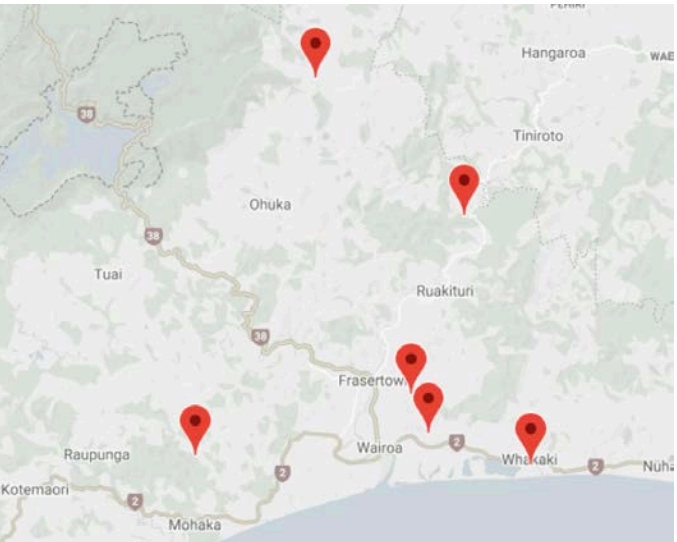 Hangaroa
38
Tiniroto
Ohuka
38
Tuai
Ruakituri
38
Frasertown
Raupunga
Wairoa
2
Whakaki
2
2
Kotemaori
2
Mohaka